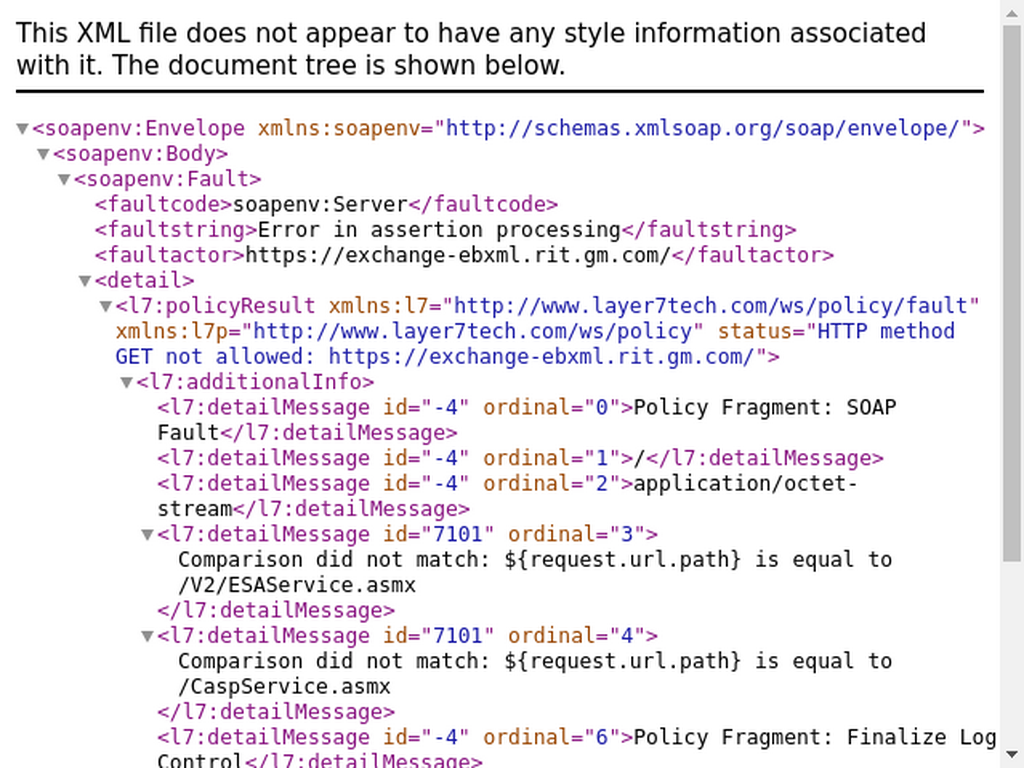 This XML file does not appear to have any style information associated
with it. The document tree is shown below.
▼<soapenv:Envelope xmlns:soapenv="http://schemas.xmlsoap.org/soap/envelope/">
▼<soapenv:Body>
▼<soapenv:Fault>
<faultcode>soapenv:Server</faultcode>
<faultstring>Error in assertion processing</faultstring>
<faultactor>https://exchange-ebxml.rit.gm.com/</faultactor>
▼<detail>
▼<l7:policyResult xmlns:l7="http://www.layer7tech.com/ws/policy/fault"
xmlns:l7p="http://www.layer7tech.com/ws/policy" status="HTTP method
GET not allowed: https://exchange-ebxml.rit.gm.com/">
▼<l7:additionalInfo>
<l7:detailMessage id="-4" ordinal="0">Policy Fragment: SOAP
Fault</l7:detailMessage>
<l7:detailMessage id="-4" ordinal="1">/</l7:detailMessage>
<l7:detailMessage id="-4" ordinal="2">application/octet-
stream</l7:detailMessage>
▼<l7:detailMessage id="7101" ordinal="3">
Comparison did not match: ${request.url.path} is equal to
/V2/ESAService.asmx
</l7:detailMessage>
▼<l7:detailMessage id="7101" ordinal="4">
Comparison did not match: ${request.url.path} is equal to
/CaspService.asmx
</l7:detailMessage>
<l7:detailMessage id="-4" ordinal="6">Policy Fragment: Finalize Log
Control</l7:detailMessage>